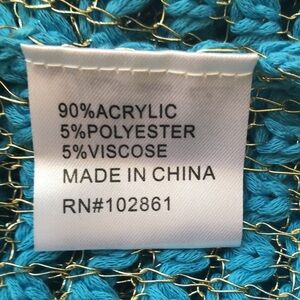 90%ACRYLIC
5%POLYESTER
5%VISCOSE
MADE IN CHINA
RN#102861